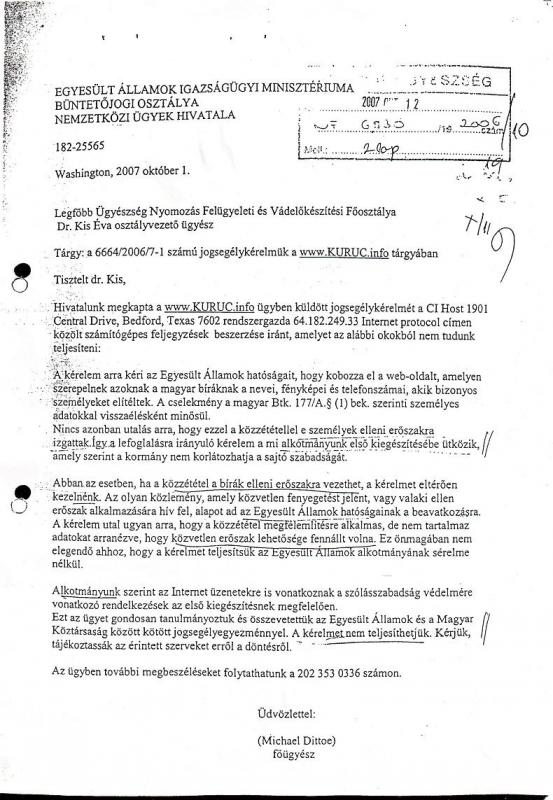 EGYESÜLT ÁLLAMOK IGAZSÁGÜGYI MINISZTÉRIUMA
BÜNTETŐJOGI OSZTÁLYA
NEMZETKÖZI ÜGYEK HIVATALA
2007
12
2006
szám
10
Mell.:
2 lap
19
182-25565
Washington, 2007 október 1.
Legfőbb Ügyészség Nyomozás Felügyeleti és Vádelőkészítési Főosztálya
Dr. Kis Éva osztályvezető ügyész
Tárgy: a 6664/2006/7-1 számú jogsegélykérelmük a www.KURUC.info tárgyában
Tisztelt dr. Kis,
Hivatalunk megkapta a www.KURUC.info ügyben küldött jogsegélykérelmét a CI Host 1901
Central Drive, Bedford, Texas 7602 rendszergazda 64.182.249.33 Internet protocol címen
közölt számítógépes feljegyzések beszerzése iránt, amelyet az alábbi okokból nem tudunk
teljesíteni:
A kérelem arra kéri az Egyesült Államok hatóságait, hogy kobozza el a web-oldalt, amelyen
szerepelnek azoknak a magyar bíráknak a nevei, fényképei és telefonszámai, akik bizonyos
személyeket elítéltek. A cselekmény a magyar Btk. 177/A.§ (1) bek. szerinti személyes
adatokkal visszaélésként minősül.
Nincs azonban utalás arra, hogy ezzel a közzététellel e személyek elleni erőszakra
izgattak. Így a lefoglalásra irányuló kérelem a mi alkotmányunk első kiegészítésébe ütközik,
amely szerint a kormány nem korlátozhatja a sajtó szabadságát.
Abban az esetben, ha a közzététel a bírák elleni erőszakra vezethet, a kérelmet eltérően
kezelnénk. Az olyan közlemény, amely közvetlen fenyegetést jelent, vagy valaki ellen
erőszak alkalmazására hív fel, alapot ad az Egyesült Államok hatóságainak a beavatkozásra.
A kérelem utal ugyan arra, hogy a közzététel megfélemlítésre alkalmas, de nem tartalmaz
adatokat arranézve, hogy közvetlen erőszak lehetősége fennállt volna. Ez önmagában nem
elegendő ahhoz, hogy a kérelmet teljesítsük az Egyesült Államok alkotmányának sérelme
nélkül.
Alkotmányunk szerint az Internet üzenetekre is vonatkoznak a szólásszabadság védelmére
vonatkozó rendelkezések az első kiegészítésnek megfelelően.
Ezt az ügyet gondosan tanulmányoztuk és összevetettük az Egyesült Államok és a Magyar
Köztársaság között kötött jogsegélyegyezménnyel. A kérelmet nem teljesíthetjük. Kérjük,
tájékoztassák az érintett szerveket erről a döntésről.
Az ügyben további megbeszéléseket folytathatunk a 202 353 0336 számon.
Üdvözlettel:
(Michael Dittoe)
főügyész